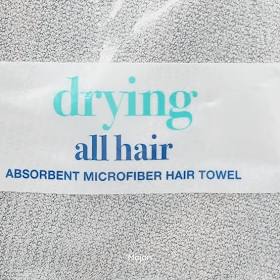 drying
all hair
ABSORBENT MICROFIBER HAIR TOWEL